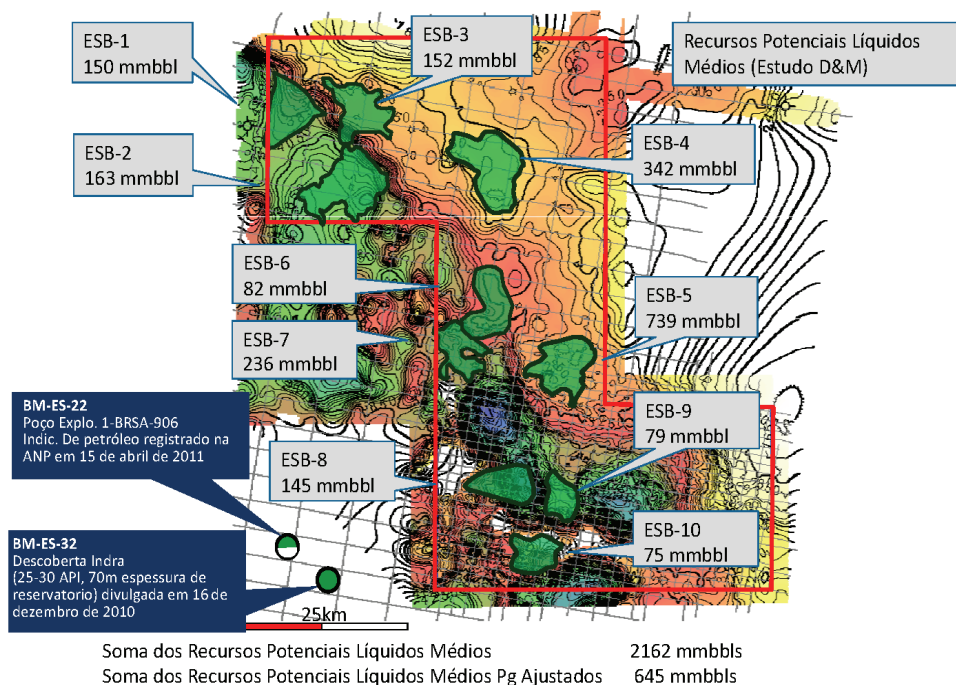 ESB-1
150 mmbbl
ESB-3
152 mmbbl
Recursos Potenciais Líquidos
Médios (Estudo D&M)
ESB-2
163 mmbbl
ESB-4
342 mmbbl
ESB-6
82 mmbbl
ESB-5
739 mmbbl
ESB-7
236 mmbbl
BM-ES-22
Poço Explo. 1-BRSA-906
Indic. De petróleo registrado na
ANP em 15 de abril de 2011
ESB-9
79 mmbbl
ESB-8
145 mmbbl
ESB-10
75 mmbbl
BM-ES-32
Descoberta Indra
(25-30 API, 70m espessura de
reservatorio) divulgada em 16 de
dezembro de 2010
25km
Soma dos Recursos Potenciais Líquidos Médios 2162 mmbbls
Soma dos Recursos Potenciais Líquidos Médios Pg Ajustados 645 mmbbls